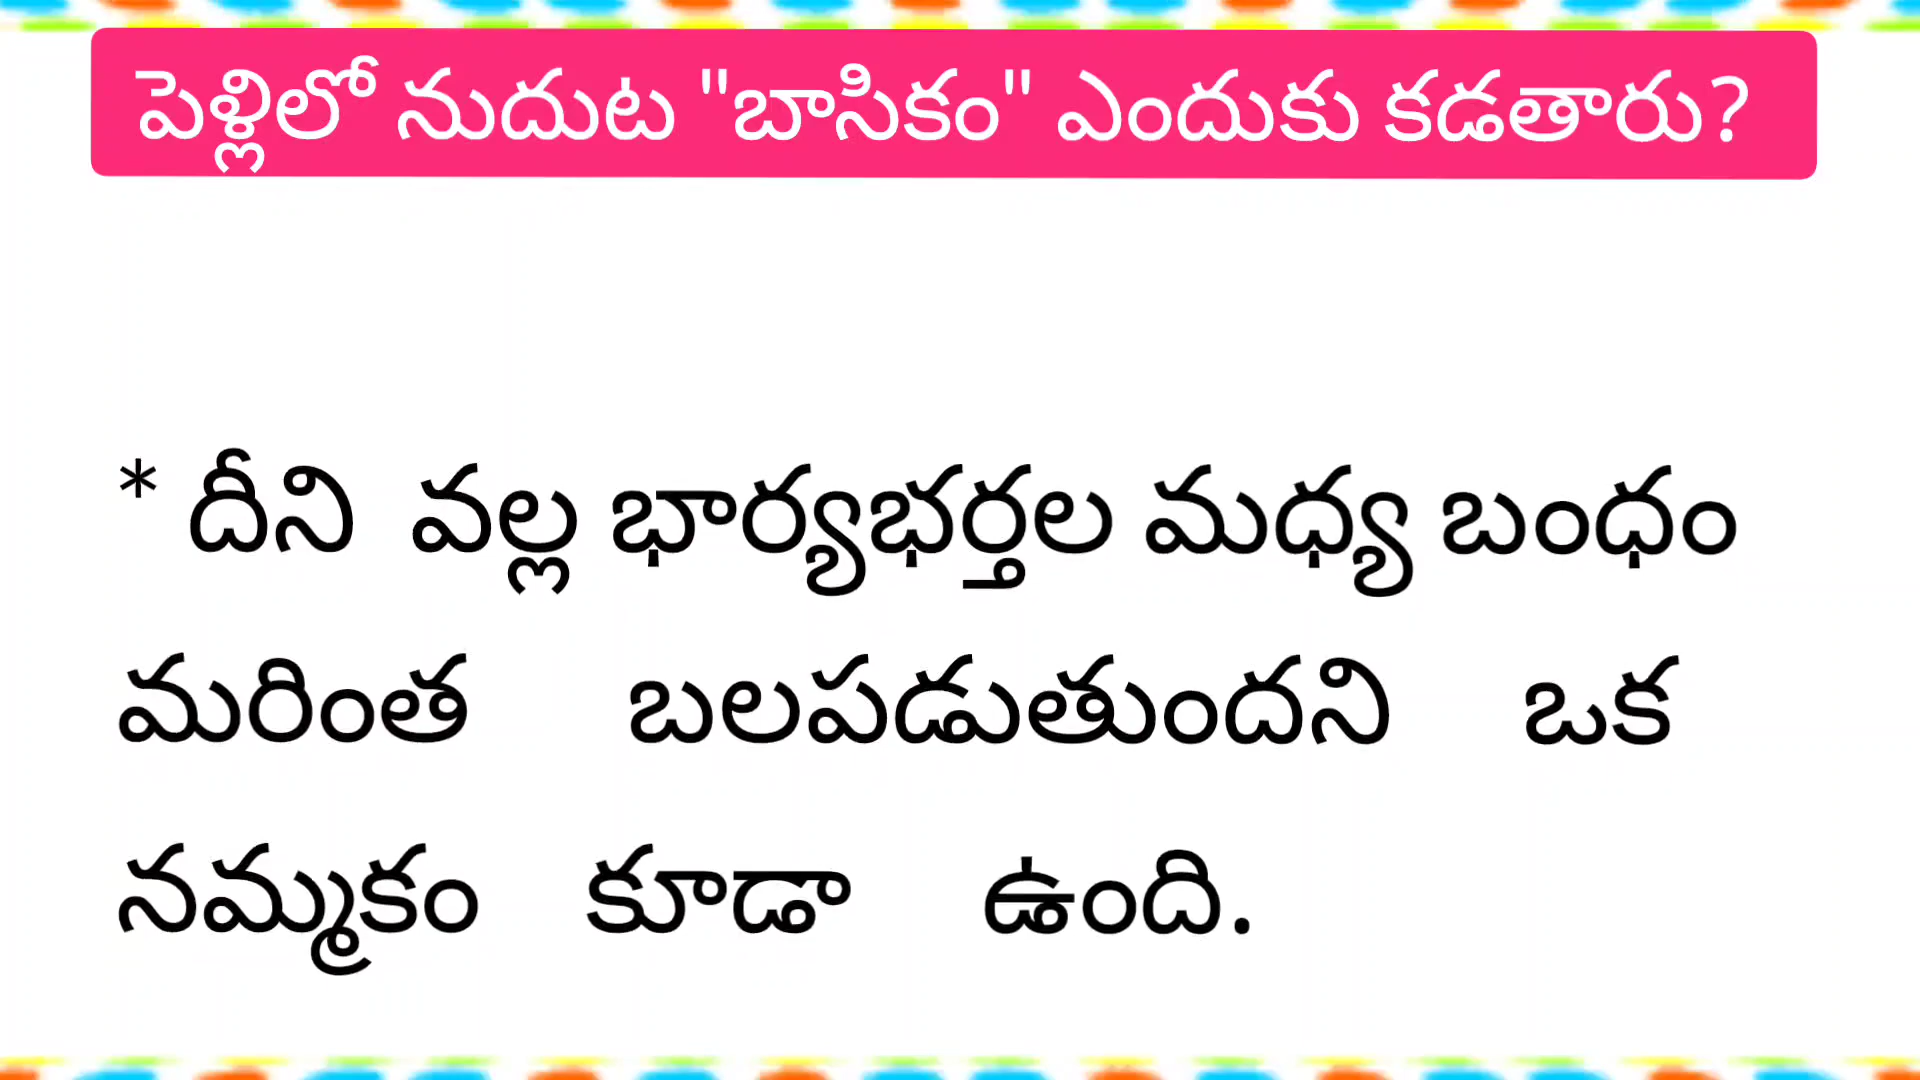 పెళ్లిలో నుదుట "బాసికం" ఎందుకు కడతారు?
* దీని వల్ల భార్యభర్తల మధ్య బంధం
మరింత బలపడుతుందని ఒక
నమ్మకం కూడా ఉంది.